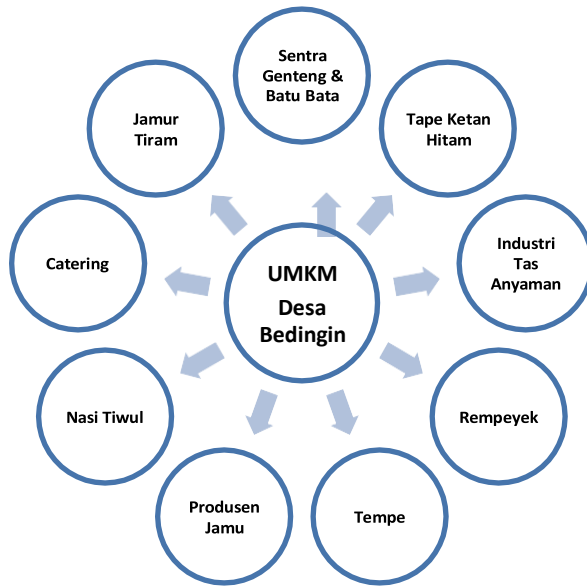 Sentra
Genteng &
Batu Bata
Tape Ketan
Hitam
Industri
Tas
Anyaman
Rempeyek
Tempe
Produsen
Jamu
Nasi Tiwul
Catering
Jamur
Tiram
UMKM
Desa
Bedingin